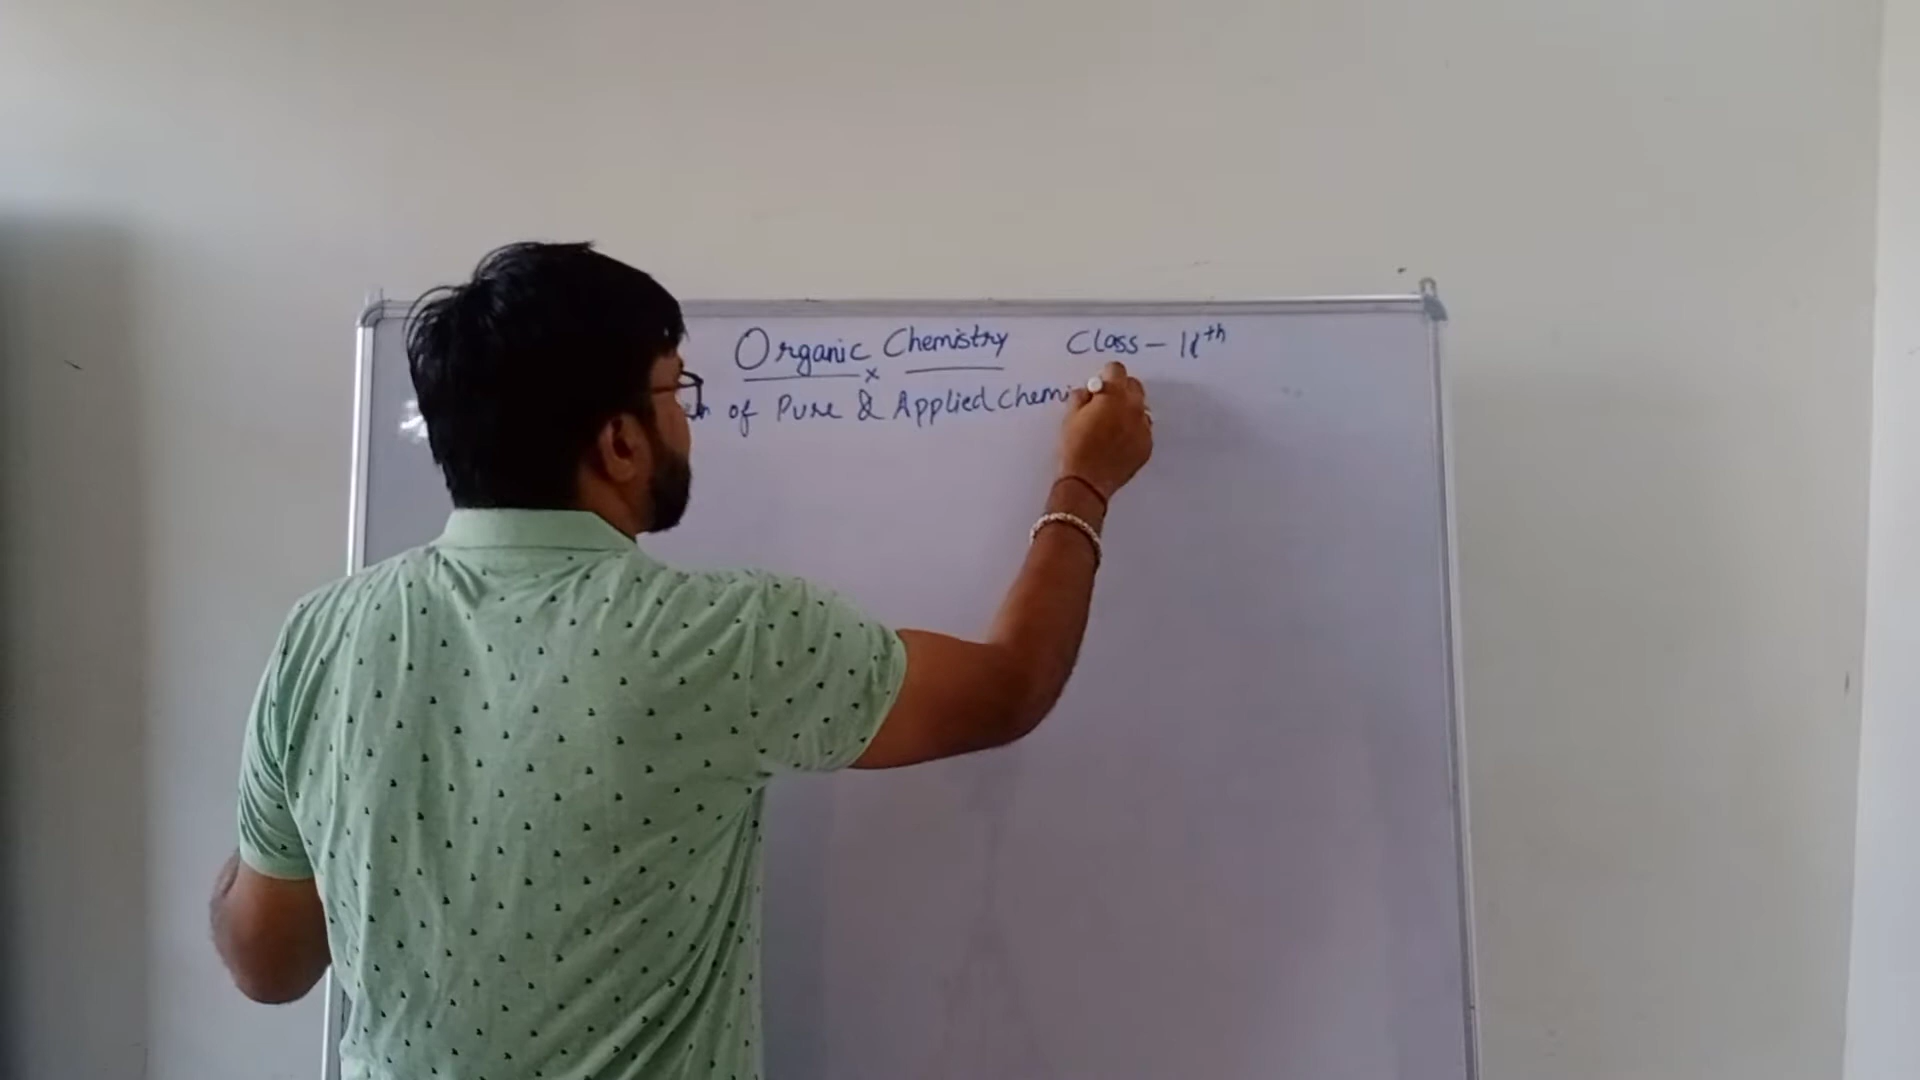 Organic Chemistry Class - 11th
of Pure & Applied Chemi